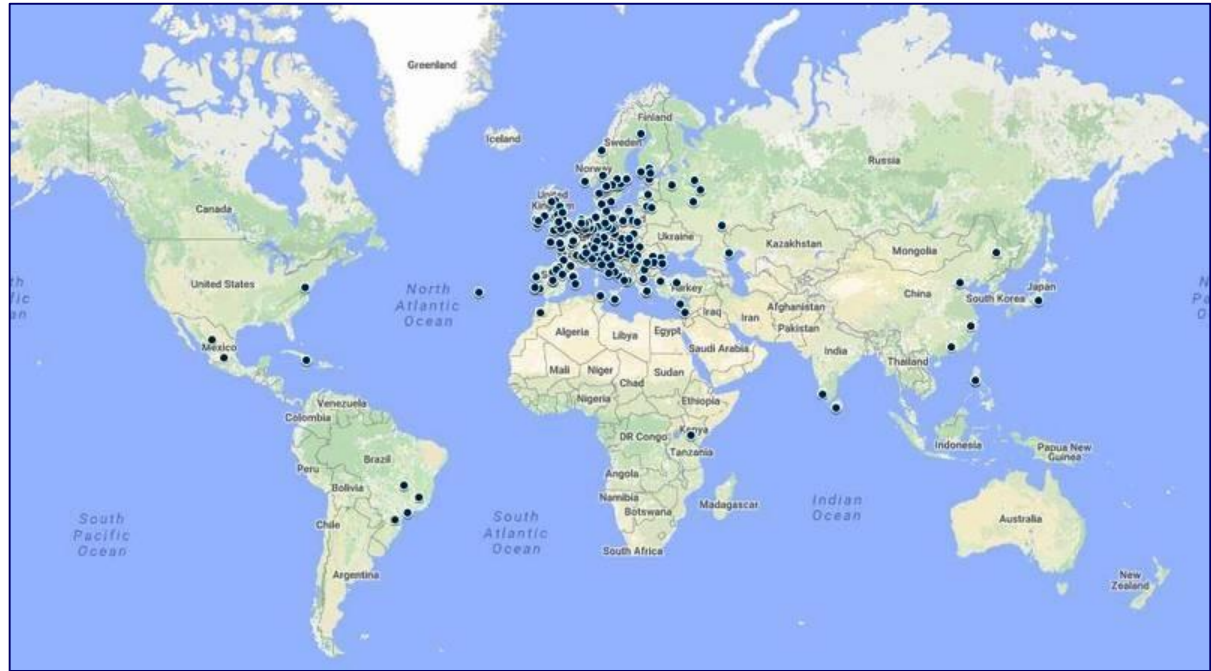 Greenland
Iceland
Finland
Sweden
Norway
Russia
United
Kingdom
Canada
Ukraine
Kazakhstan
Mongolia
United States
North
Atlantic
Ocean
Turkey
China
Japan
South Korea
Iraq
Iran
Afghanistan
Pakistan
Algeria
Libya
Egypt
Saudi Arabia
India
Thailand
Mexico
Mali
Niger
Sudan
Chad
Nigeria
Ethiopia
Venezuela
Colombia
DR Congo
Kenya
Tanzania
Indonesia
Papua New
Guinea
Peru
Brazil
Bolivia
Angola
Namibia
Botswana
Madagascar
Indian
Ocean
Australia
South
Pacific
Ocean
Chile
South
Atlantic
Ocean
South Africa
Argentina
New
Zealand